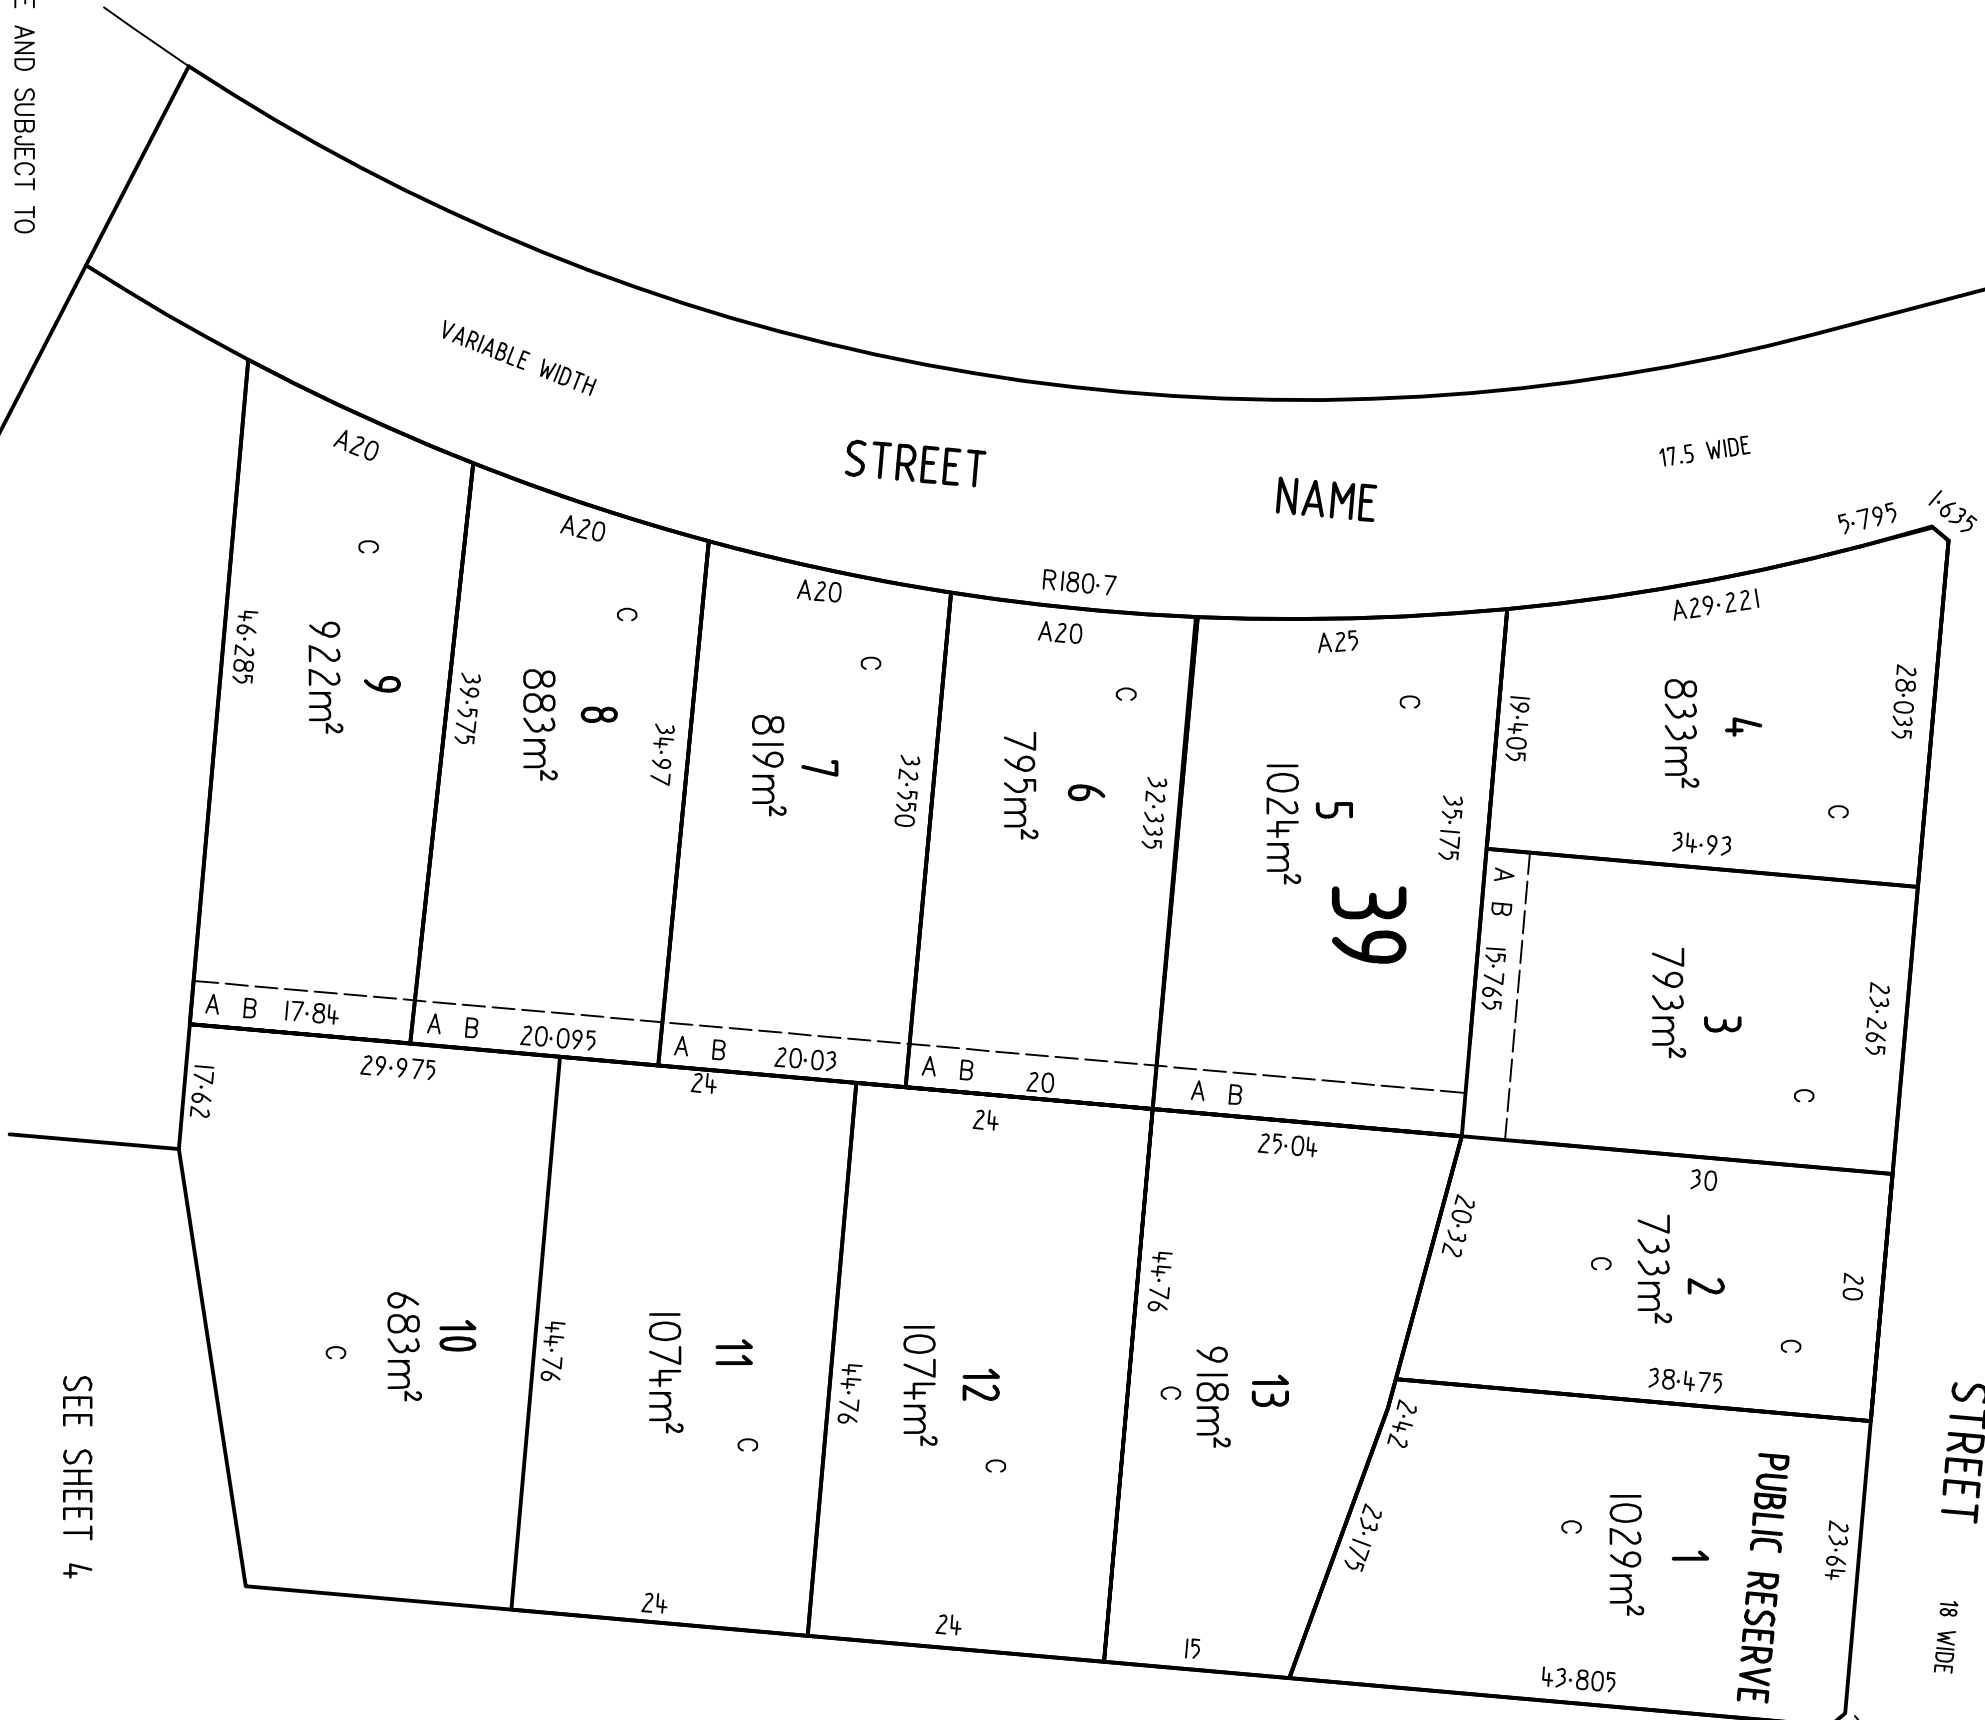 E AND SUBJECT TO
VARIABLE WIDTH
STREET
NAME
17.5 WIDE
R180·7
5·795
1·635
A20
C
46·285
9
922m²
39·575
A B 17·84
A20
C
8
883m²
34·97
A B 20·095
A20
C
7
819m²
32·550
A B 20·03
A20
C
6
795m²
32·335
A B 20
A25
C
5
1024m²
35·175
39
A B
25·04
A29·221
19·405
4
833m²
28·035
C
34·93
A B 15·765
3
793m²
23·265
C
30
20·32
2
733m²
20
C
C
38·475
2·42
PUBLIC RESERVE
1
1029m²
23·64
C
23·175
43·805
STREET
18 WIDE
17·62
29·975
10
683m²
C
44·76
24
11
1074m²
C
44·76
24
24
12
1074m²
C
44·76
24
13
918m²
C
15
SEE SHEET 4